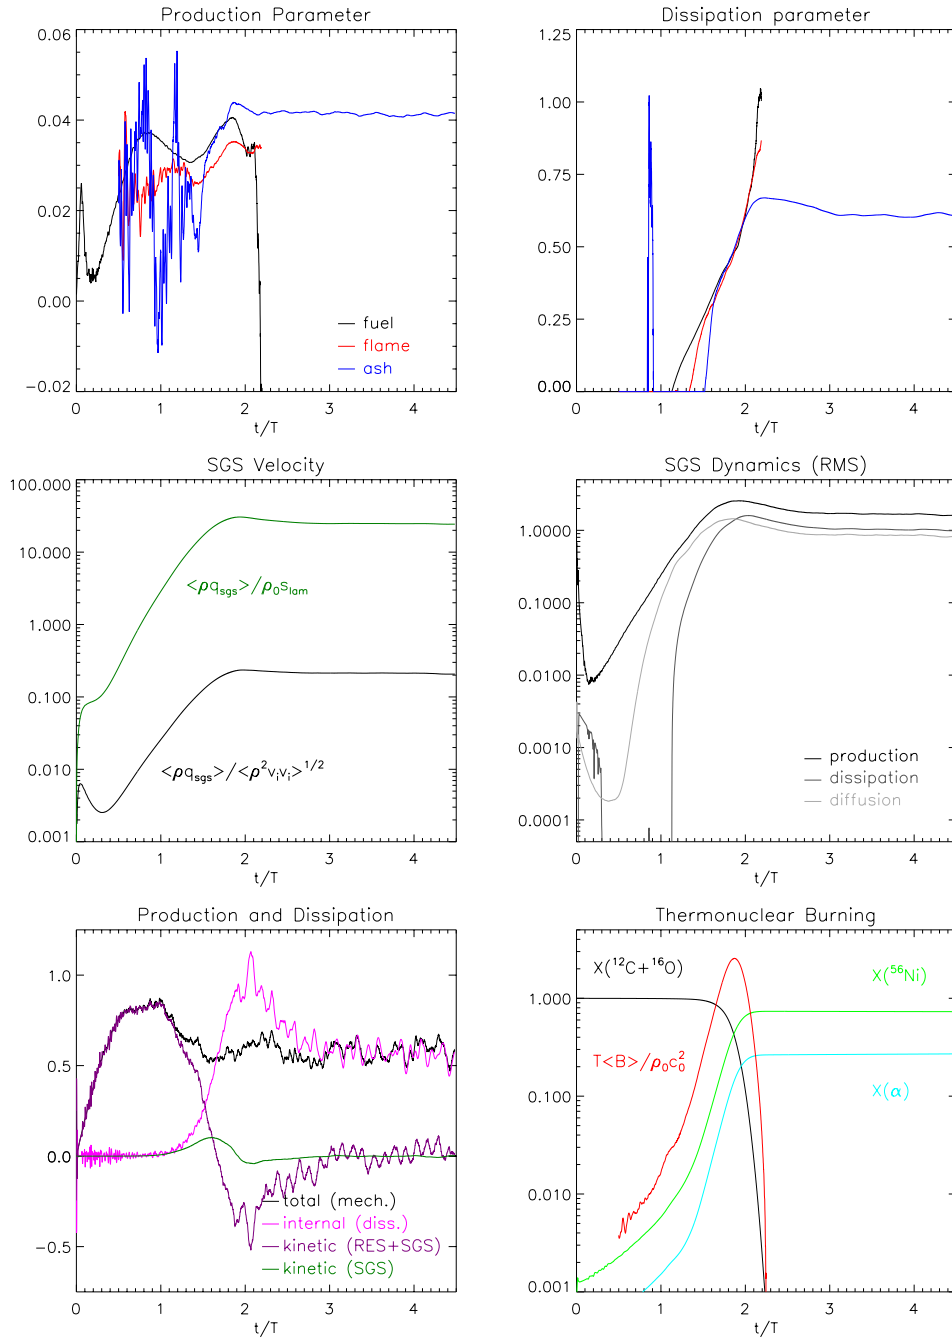 Production Parameter
0.06
0.04
0.02
0.00
−0.02
0 1 2 3 4
t/T
fuel
flame
ash
Dissipation parameter
1.25
1.00
0.75
0.50
0.25
0.00
0 1 2 3 4
t/T
SGS Velocity
100.000
10.000
1.000
0.100
0.010
0.001
0 1 2 3 4
t/T
<ρq_sgs>/ρ₀s_lam
<ρq_sgs>/<ρ²v_iv_i>^1/2
SGS Dynamics (RMS)
1.0000
0.1000
0.0100
0.0010
0.0001
0 1 2 3 4
t/T
production
dissipation
diffusion
Production and Dissipation
1.0
0.5
0.0
−0.5
0 1 2 3 4
t/T
total (mech.)
internal (diss.)
kinetic (RES+SGS)
kinetic (SGS)
Thermonuclear Burning
1.000
0.100
0.010
0.001
0 1 2 3 4
t/T
X(¹²C+¹⁶O)
X(⁵⁶Ni)
T<B>/ρ₀c₀²
X(α)